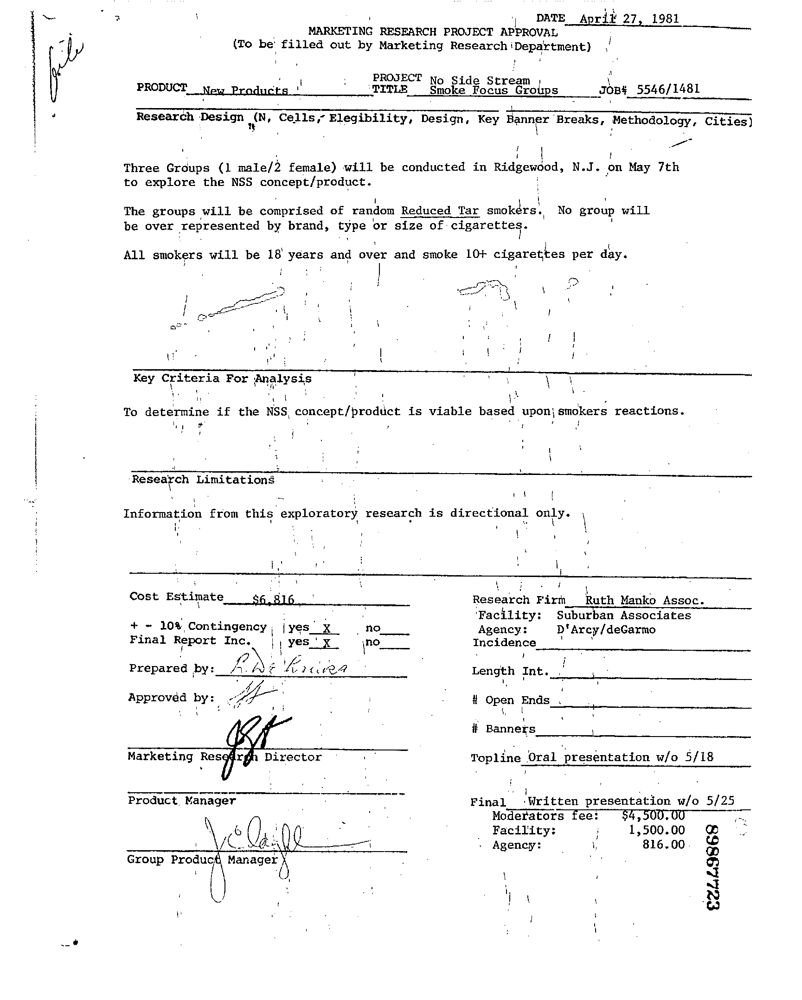 file
DATE April 27, 1981
MARKETING RESEARCH PROJECT APPROVAL
(To be filled out by Marketing Research Department)
PRODUCT New Products PROJECT TITLE No Side Stream Smoke Focus Groups JOB# 5546/1481
Research Design (N, Cells, Elegibility, Design, Key Banner Breaks, Methodology, Cities)
Three Groups (1 male/2 female) will be conducted in Ridgewood, N.J. on May 7th
to explore the NSS concept/product.
The groups will be comprised of random Reduced Tar smokers. No group will
be over represented by brand, type or size of cigarettes.
All smokers will be 18 years and over and smoke 10+ cigarettes per day.
Key Criteria For Analysis
To determine if the NSS concept/product is viable based upon smokers reactions.
Research Limitations
Information from this exploratory research is directional only.
Cost Estimate $6,816
+ - 10% Contingency yes X no
Final Report Inc. yes X no
Prepared by:
Approved by:
Marketing Research Director
Product Manager
Group Product Manager
Research Firm Ruth Manko Assoc.
Facility: Suburban Associates
Agency: D'Arcy/deGarmo
Incidence
Length Int.
# Open Ends
# Banners
Topline Oral presentation w/o 5/18
Final Written presentation w/o 5/25
Moderators fee: $4,500.00
Facility: 1,500.00
Agency: 816.00
89867723